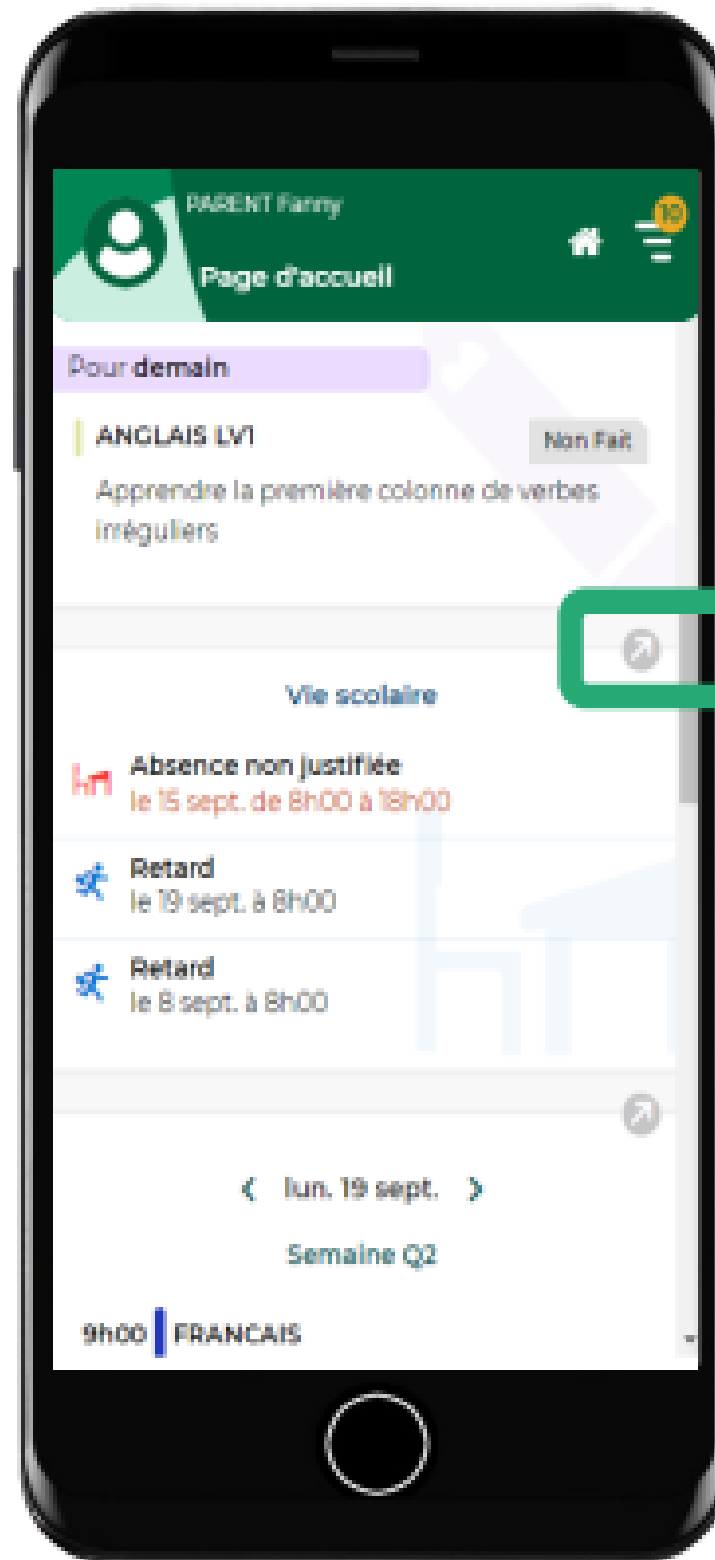 PARENT Fanny
10
Page d'accueil
Pour demain
ANGLAIS LV1
Non Fait
Apprendre la première colonne de verbes
irréguliers
Vie scolaire
Absence non justifiée
le 15 sept. de 8h00 à 18h00
Retard
le 19 sept. à 8h00
Retard
le 8 sept. à 8h00
< lun. 19 sept. >
Semaine Q2
9h00 FRANCAIS